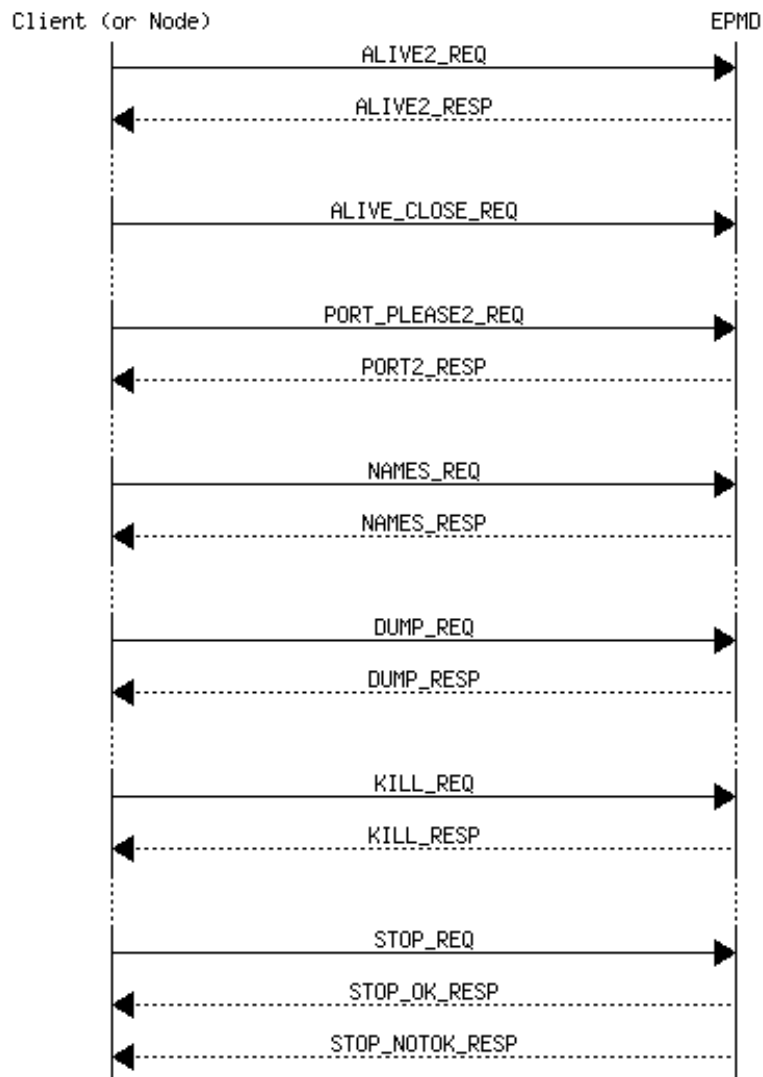 Client (or Node) EPMD
ALIVE2_REQ
ALIVE2_RESP
ALIVE_CLOSE_REQ
PORT_PLEASE2_REQ
PORT2_RESP
NAMES_REQ
NAMES_RESP
DUMP_REQ
DUMP_RESP
KILL_REQ
KILL_RESP
STOP_REQ
STOP_OK_RESP
STOP_NOTOK_RESP